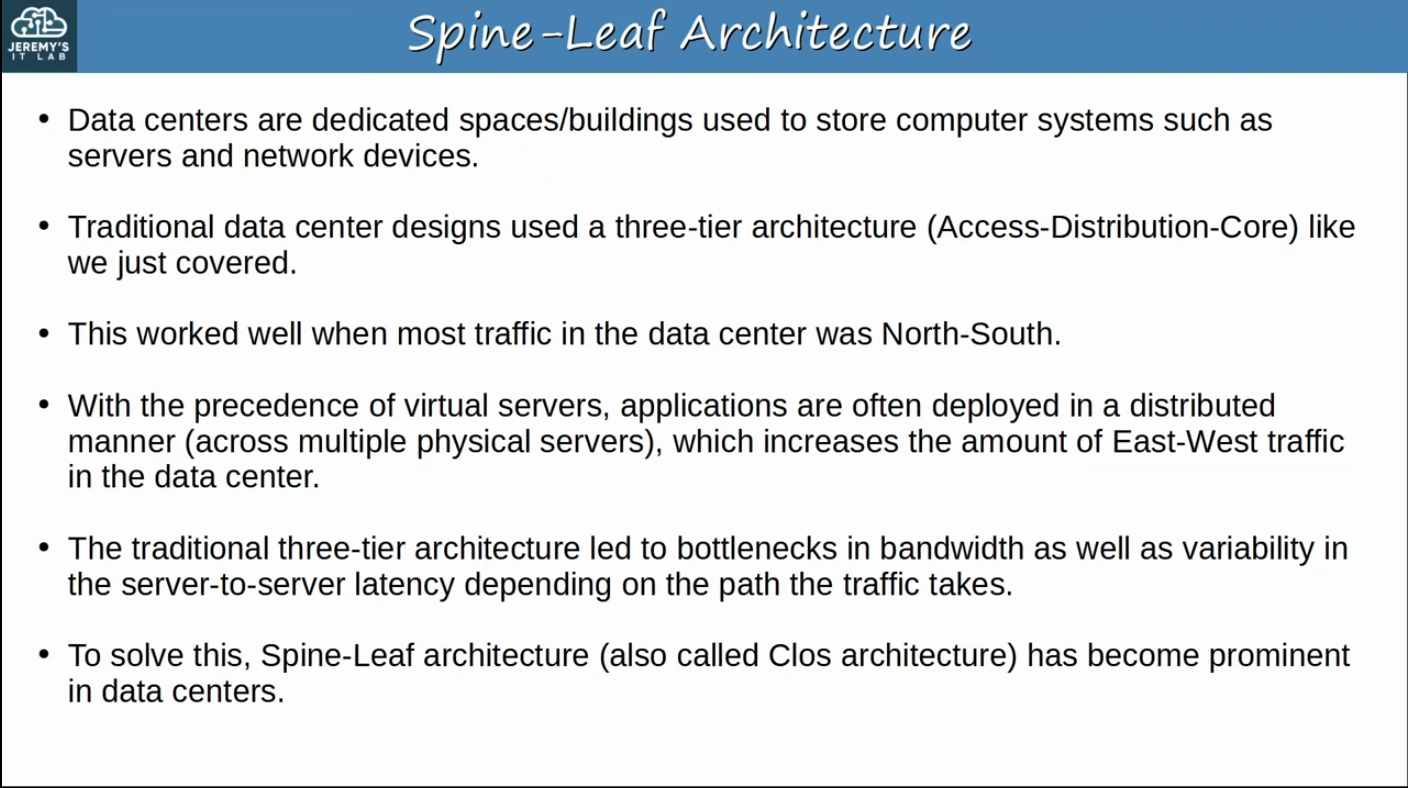 JEREMY'S
IT LAB
Spine-Leaf Architecture
• Data centers are dedicated spaces/buildings used to store computer systems such as
servers and network devices.
• Traditional data center designs used a three-tier architecture (Access-Distribution-Core) like
we just covered.
• This worked well when most traffic in the data center was North-South.
• With the precedence of virtual servers, applications are often deployed in a distributed
manner (across multiple physical servers), which increases the amount of East-West traffic
in the data center.
• The traditional three-tier architecture led to bottlenecks in bandwidth as well as variability in
the server-to-server latency depending on the path the traffic takes.
• To solve this, Spine-Leaf architecture (also called Clos architecture) has become prominent
in data centers.